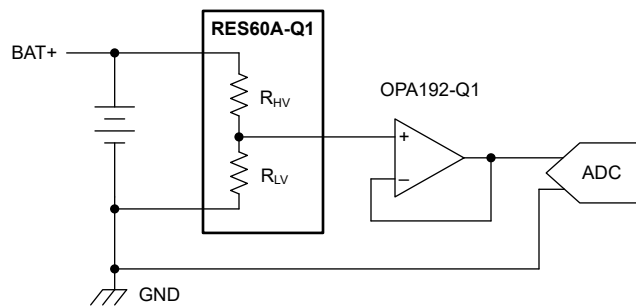 RES60A-Q1
BAT+
OPA192-Q1
R_HV
+
R_LV
–
ADC
GND